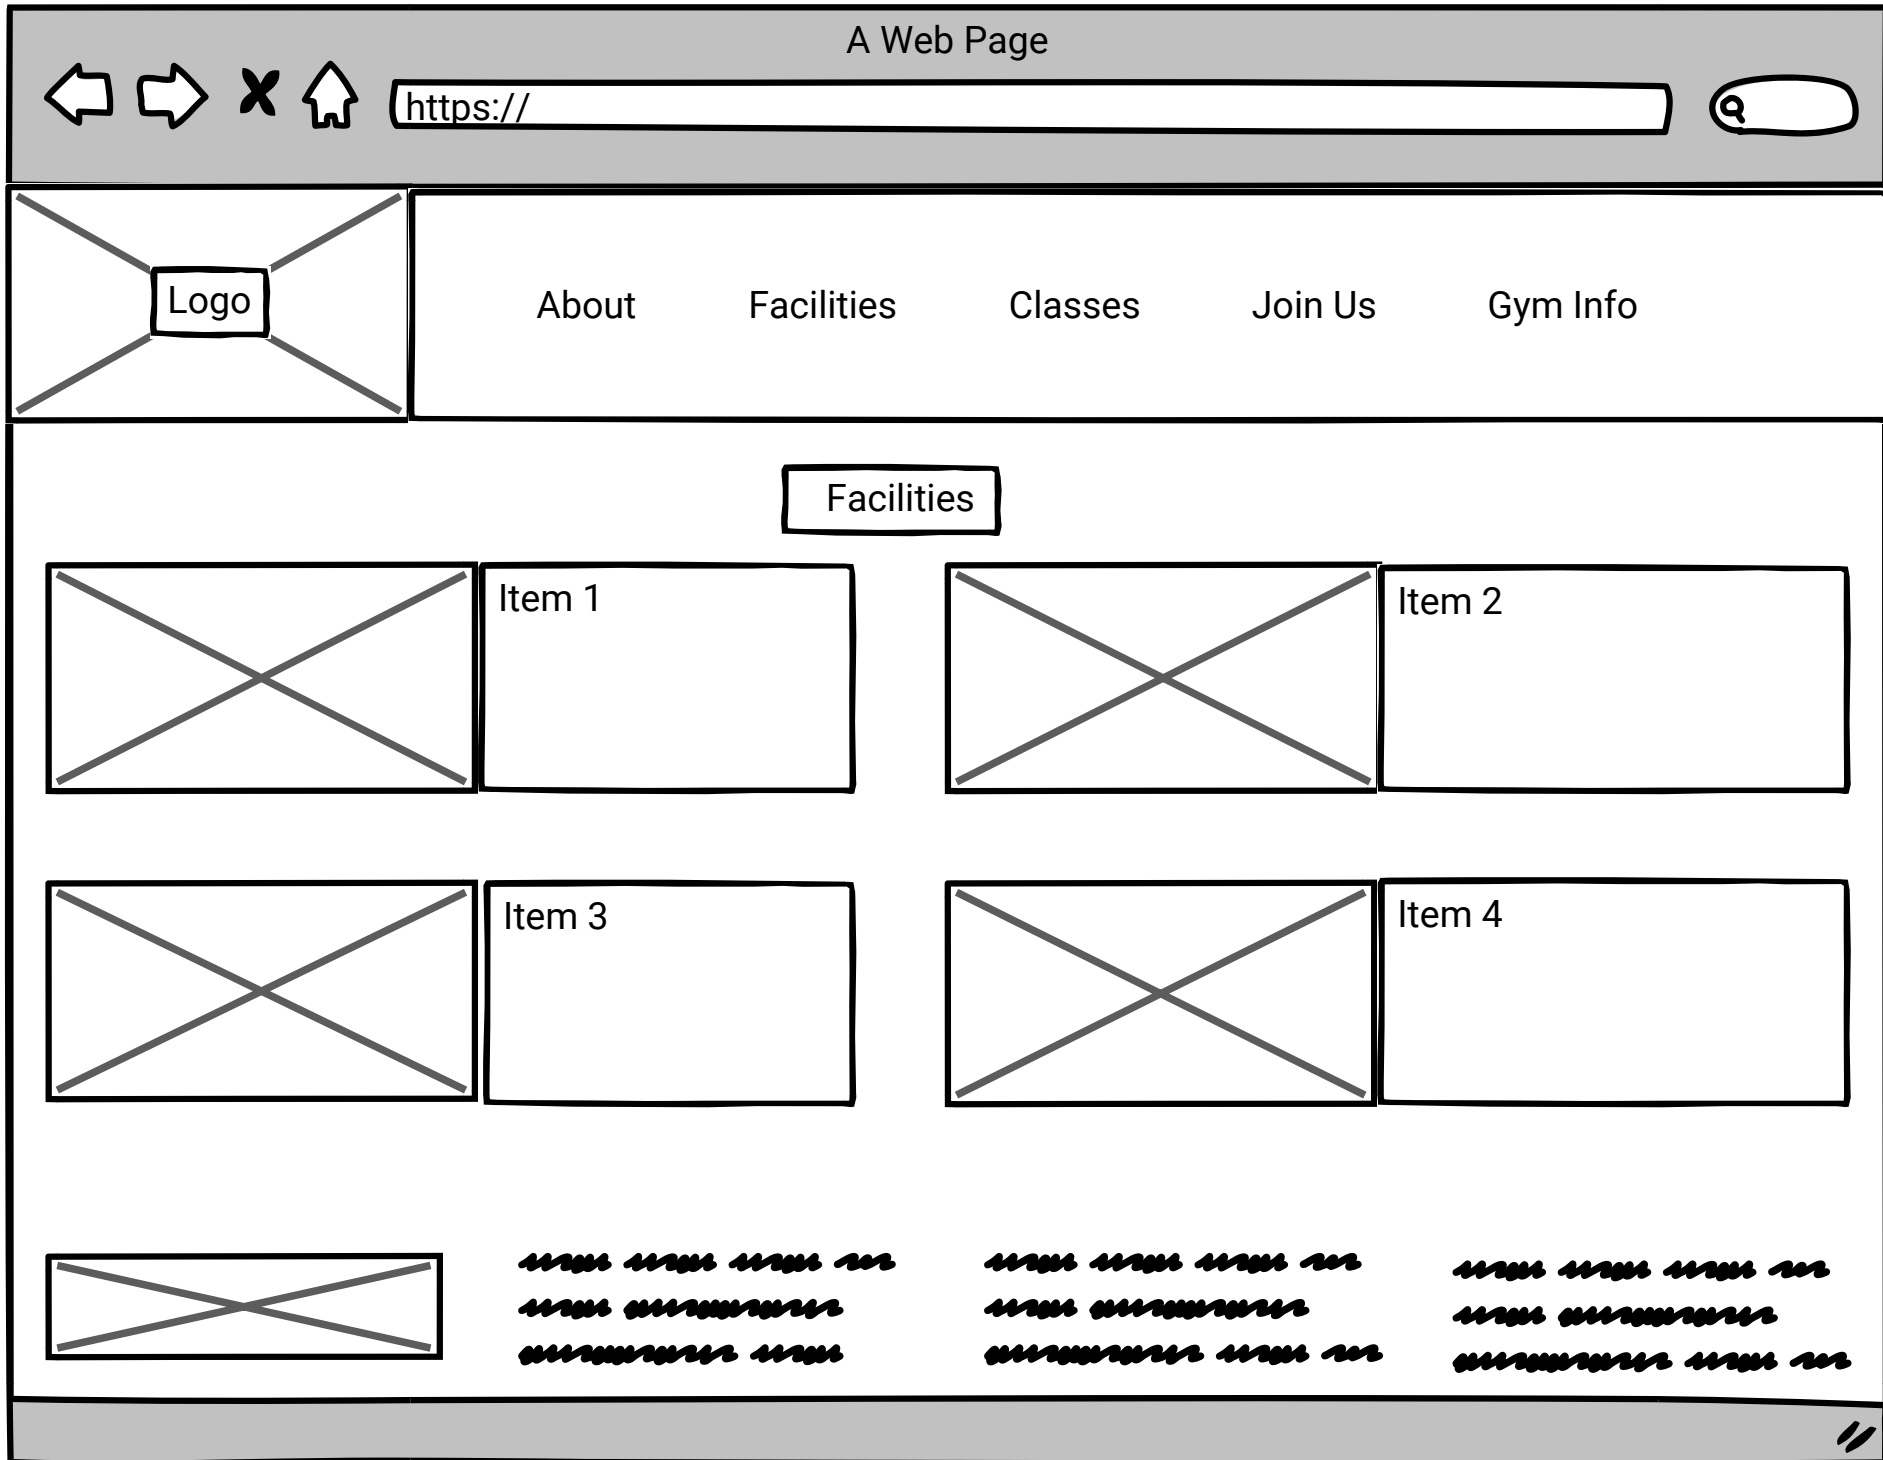 A Web Page
https://
Logo
About Facilities Classes Join Us Gym Info
Facilities
Item 1
Item 2
Item 3
Item 4